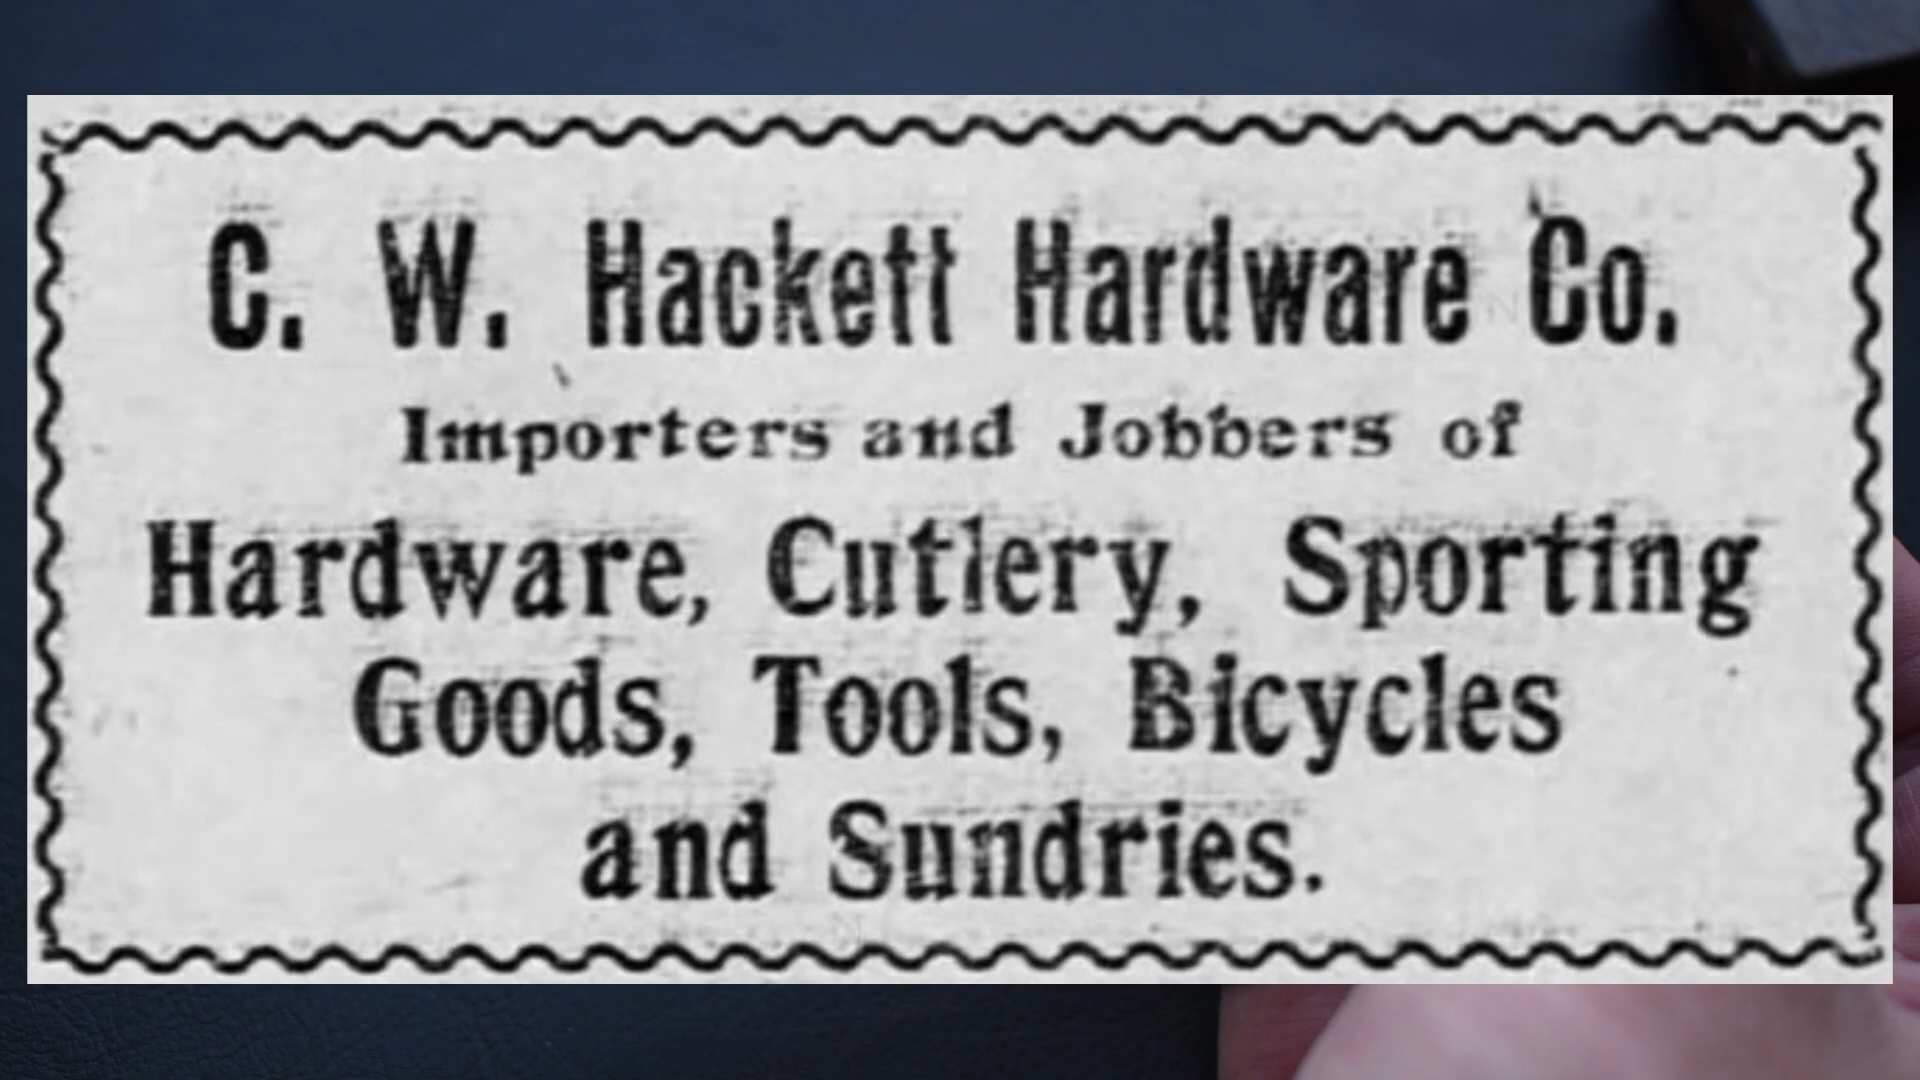 C. W. Hackett Hardware Co.
Importers and Jobbers of
Hardware, Cutlery, Sporting
Goods, Tools, Bicycles
and Sundries.